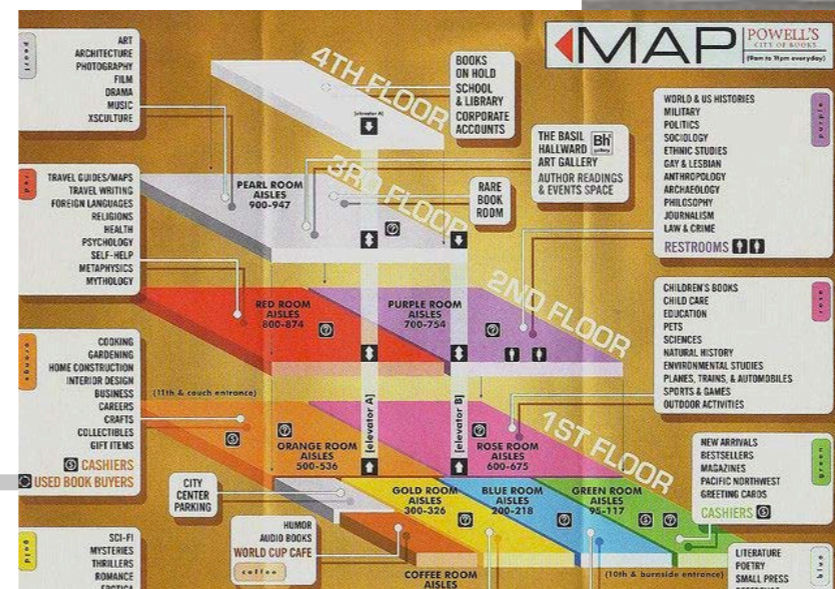 MAP
POWELL'S
CITY OF BOOKS
(9am to 11pm everyday)
pearl
ART
ARCHITECTURE
PHOTOGRAPHY
FILM
DRAMA
MUSIC
XSCULTURE
4TH FLOOR
[elevator A]
BOOKS
ON HOLD
SCHOOL
& LIBRARY
CORPORATE
ACCOUNTS
THE BASIL
HALLWARD
ART GALLERY
Bh
gallery
AUTHOR READINGS
& EVENTS SPACE
purple
WORLD & US HISTORIES
MILITARY
POLITICS
SOCIOLOGY
ETHNIC STUDIES
GAY & LESBIAN
ANTHROPOLOGY
ARCHAEOLOGY
PHILOSOPHY
JOURNALISM
LAW & CRIME
RESTROOMS
red
TRAVEL GUIDES/MAPS
TRAVEL WRITING
FOREIGN LANGUAGES
RELIGIONS
HEALTH
PSYCHOLOGY
SELF-HELP
METAPHYSICS
MYTHOLOGY
3RD FLOOR
PEARL ROOM
AISLES
900-947
RARE
BOOK
ROOM
2ND FLOOR
RED ROOM
AISLES
800-874
PURPLE ROOM
AISLES
700-754
rose
CHILDREN'S BOOKS
CHILD CARE
EDUCATION
PETS
SCIENCES
NATURAL HISTORY
ENVIRONMENTAL STUDIES
PLANES, TRAINS, & AUTOMOBILES
SPORTS & GAMES
OUTDOOR ACTIVITIES
orange
COOKING
GARDENING
HOME CONSTRUCTION
INTERIOR DESIGN
BUSINESS
CAREERS
CRAFTS
COLLECTIBLES
GIFT ITEMS
CASHIERS
USED BOOK BUYERS
(11th & couch entrance)
[elevator A]
[elevator B]
1ST FLOOR
ORANGE ROOM
AISLES
500-536
ROSE ROOM
AISLES
600-675
green
NEW ARRIVALS
BESTSELLERS
MAGAZINES
PACIFIC NORTHWEST
GREETING CARDS
CASHIERS
CITY
CENTER
PARKING
GOLD ROOM
AISLES
300-326
BLUE ROOM
AISLES
200-218
GREEN ROOM
AISLES
95-117
HUMOR
AUDIO BOOKS
WORLD CUP CAFE
coffee
COFFEE ROOM
AISLES
(10th & burnside entrance)
gold
SCI-FI
MYSTERIES
THRILLERS
ROMANCE
EROTICA
blue
LITERATURE
POETRY
SMALL PRESS